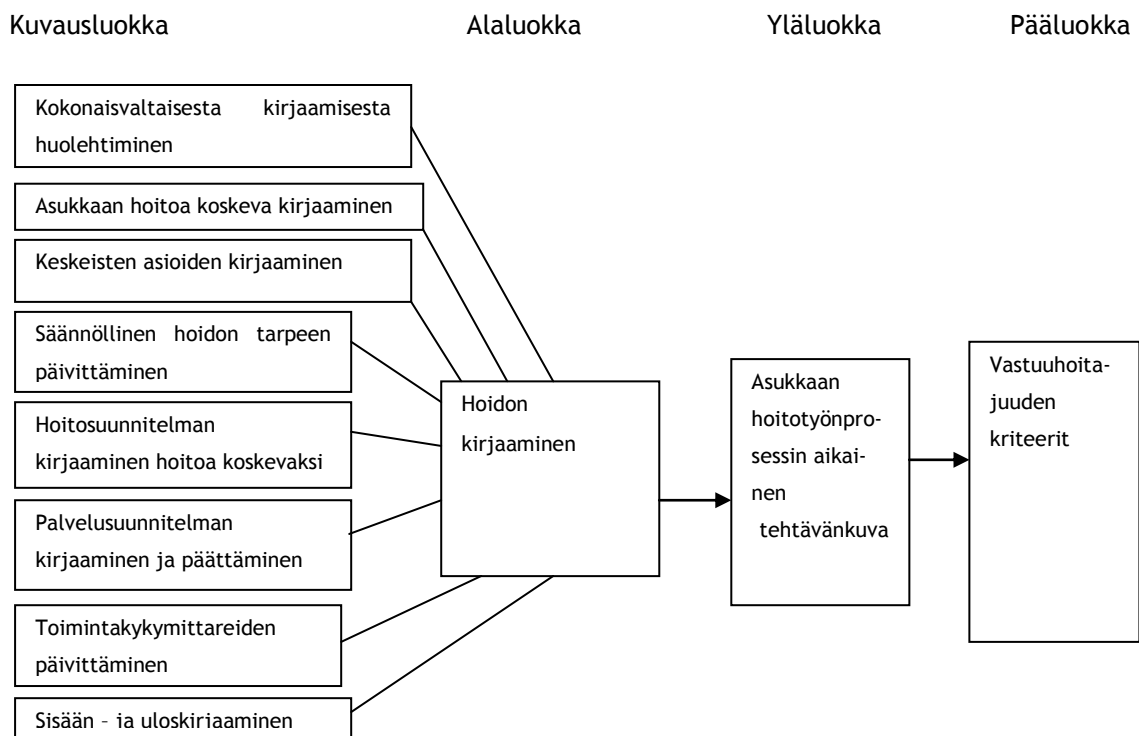 Kuvausluokka Alaluokka Yläluokka Pääluokka
Kokonaisvaltaisesta kirjaamisesta
huolehtiminen
Asukkaan hoitoa koskeva kirjaaminen
Keskeisten asioiden kirjaaminen
Säännöllinen hoidon tarpeen
päivittäminen
Hoitosuunnitelman
kirjaaminen hoitoa koskevaksi
Palvelusuunnitelman
kirjaaminen ja päättäminen
Toimintakykymittareiden
päivittäminen
Sisään - ja uloskirjaaminen
Hoidon
kirjaaminen
Asukkaan
hoitotyönpro-
sessin aikai-
nen
tehtävänkuva
Vastuuhoita-
juuden
kriteerit